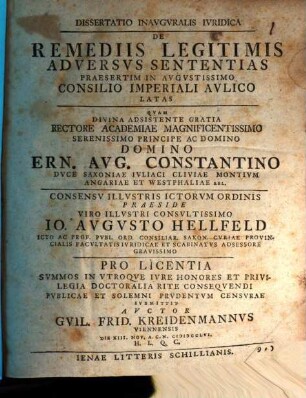 DISSERTATIO INAVGVRALIS IVRIDICA
DE
REMEDIIS LEGITIMIS
ADVERSVS SENTENTIAS
PRAESERTIM IN AVGVSTISSIMO
CONSILIO IMPERIALI AVLICO
LATAS
QVAM
DIVINA ADSISTENTE GRATIA
RECTORE ACADEMIAE MAGNIFICENTISSIMO
SERENISSIMO PRINCIPE AC DOMINO
DOMINO
ERN. AVG. CONSTANTINO
DVCE SAXONIAE IVLIACI CLIVIAE MONTIVM
ANGARIAE ET WESTPHALIAE REL.
CONSENSV ILLVSTRIS ICTORVM ORDINIS
PRAESIDE
VIRO ILLVSTRI CONSVLTISSIMO
IO. AVGVSTO HELLFELD
ICTO AC PROF. PVBL. ORD. CONSILIAR. SAXON. CVRIAE PROVIN-
CIALIS FACVLTATIS IVRIDICAE ET SCABINATVS ADSESSORE
GRAVISSIMO
PRO LICENTIA
SVMMOS IN VTROQVE IVRE HONORES ET PRIVI-
LEGIA DOCTORALIA RITE CONSEQVENDI
PVBLICAE ET SOLEMNI PRVDENTVM CENSVRAE
SVBMITTIT
AVCTOR
GVIL. FRID. KREIDENMANNVS
VIENNENSIS
DIE XIII. NOV. A. C. N.
H. L. Q. C.
IENAE LITTERIS SCHILLIANIS.